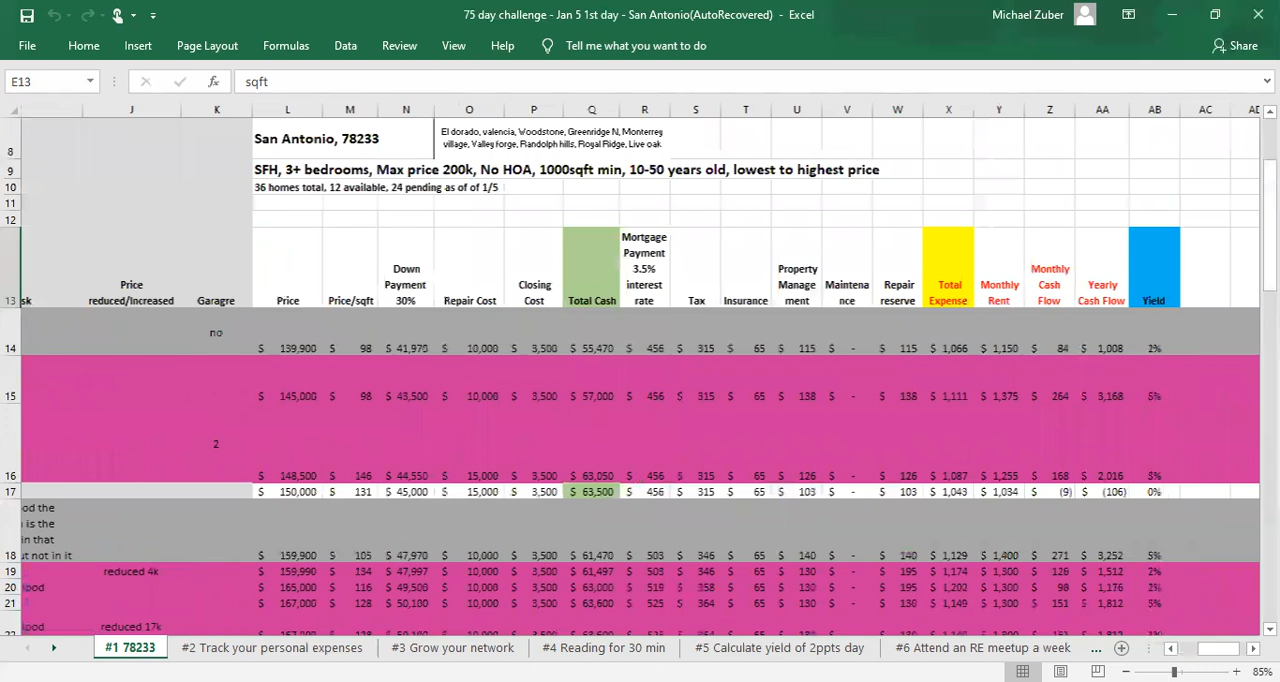 75 day challenge - Jan 5 1st day - San Antonio(AutoRecovered) - Excel
Michael Zuber
File Home Insert Page Layout Formulas Data Review View Help Tell me what you want to do Share
E13 fx sqft
J K L M N O P Q R S T U V W X Y Z AA AB AC AD
8 San Antonio, 78233
El dorado, valencia, Woodstone, Greenridge N, Monterrey
village, Valley forge, Randolph hills, Royal Ridge, Live oak
9 SFH, 3+ bedrooms, Max price 200k, No HOA, 1000sqft min, 10-50 years old, lowest to highest price
10 36 homes total, 12 available, 24 pending as of of 1/5
11
12
13 sk Price reduced/Increased Garagre Price Price/sqft Down Payment 30% Repair Cost Closing Cost Total Cash Mortgage Payment 3.5% interest rate Tax Insurance Property Manage ment Maintena nce Repair reserve Total Expense Monthly Rent Monthly Cash Flow Yearly Cash Flow Yield
14 no $ 139,900 $ 98 $ 41,970 $ 10,000 $ 3,500 $ 55,470 $ 456 $ 315 $ 65 $ 115 $ - $ 115 $ 1,066 $ 1,150 $ 84 $ 1,008 2%
15 $ 145,000 $ 98 $ 43,500 $ 10,000 $ 3,500 $ 57,000 $ 456 $ 315 $ 65 $ 138 $ - $ 138 $ 1,111 $ 1,375 $ 264 $ 3,168 5%
2
16 $ 148,500 $ 146 $ 44,550 $ 15,000 $ 3,500 $ 63,050 $ 456 $ 315 $ 65 $ 126 $ - $ 126 $ 1,087 $ 1,255 $ 168 $ 2,016 3%
17 $ 150,000 $ 131 $ 45,000 $ 15,000 $ 3,500 $ 63,500 $ 456 $ 315 $ 65 $ 103 $ - $ 103 $ 1,043 $ 1,034 $ (9) $ (106) 0%
od the
is the
in that
18 ut not in it $ 159,900 $ 105 $ 47,970 $ 10,000 $ 3,500 $ 61,470 $ 503 $ 346 $ 65 $ 140 $ - $ 140 $ 1,129 $ 1,400 $ 271 $ 3,252 5%
19 reduced 4k $ 159,990 $ 134 $ 47,997 $ 10,000 $ 3,500 $ 61,497 $ 503 $ 346 $ 65 $ 130 $ - $ 195 $ 1,174 $ 1,300 $ 126 $ 1,512 2%
20 ipod $ 165,000 $ 116 $ 49,500 $ 10,000 $ 3,500 $ 63,000 $ 519 $ 358 $ 65 $ 130 $ - $ 195 $ 1,202 $ 1,300 $ 98 $ 1,176 2%
21 $ 167,000 $ 128 $ 50,100 $ 10,000 $ 3,500 $ 63,600 $ 525 $ 364 $ 65 $ 130 $ - $ 130 $ 1,149 $ 1,300 $ 151 $ 1,812 5%
ipod reduced 17k
#1 78233 #2 Track your personal expenses #3 Grow your network #4 Reading for 30 min #5 Calculate yield of 2ppts day #6 Attend an RE meetup a week ...
85%